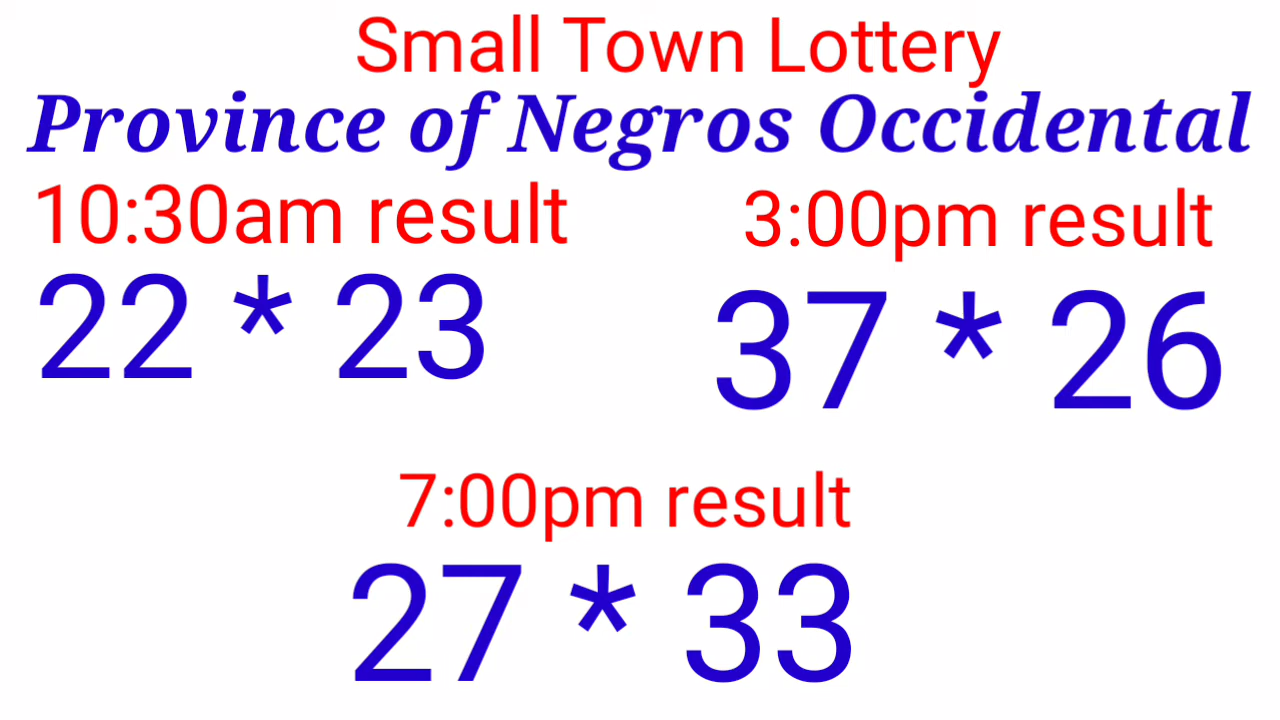 Small Town Lottery
Province of Negros Occidental
10:30am result
22 * 23
3:00pm result
37 * 26
7:00pm result
27 * 33